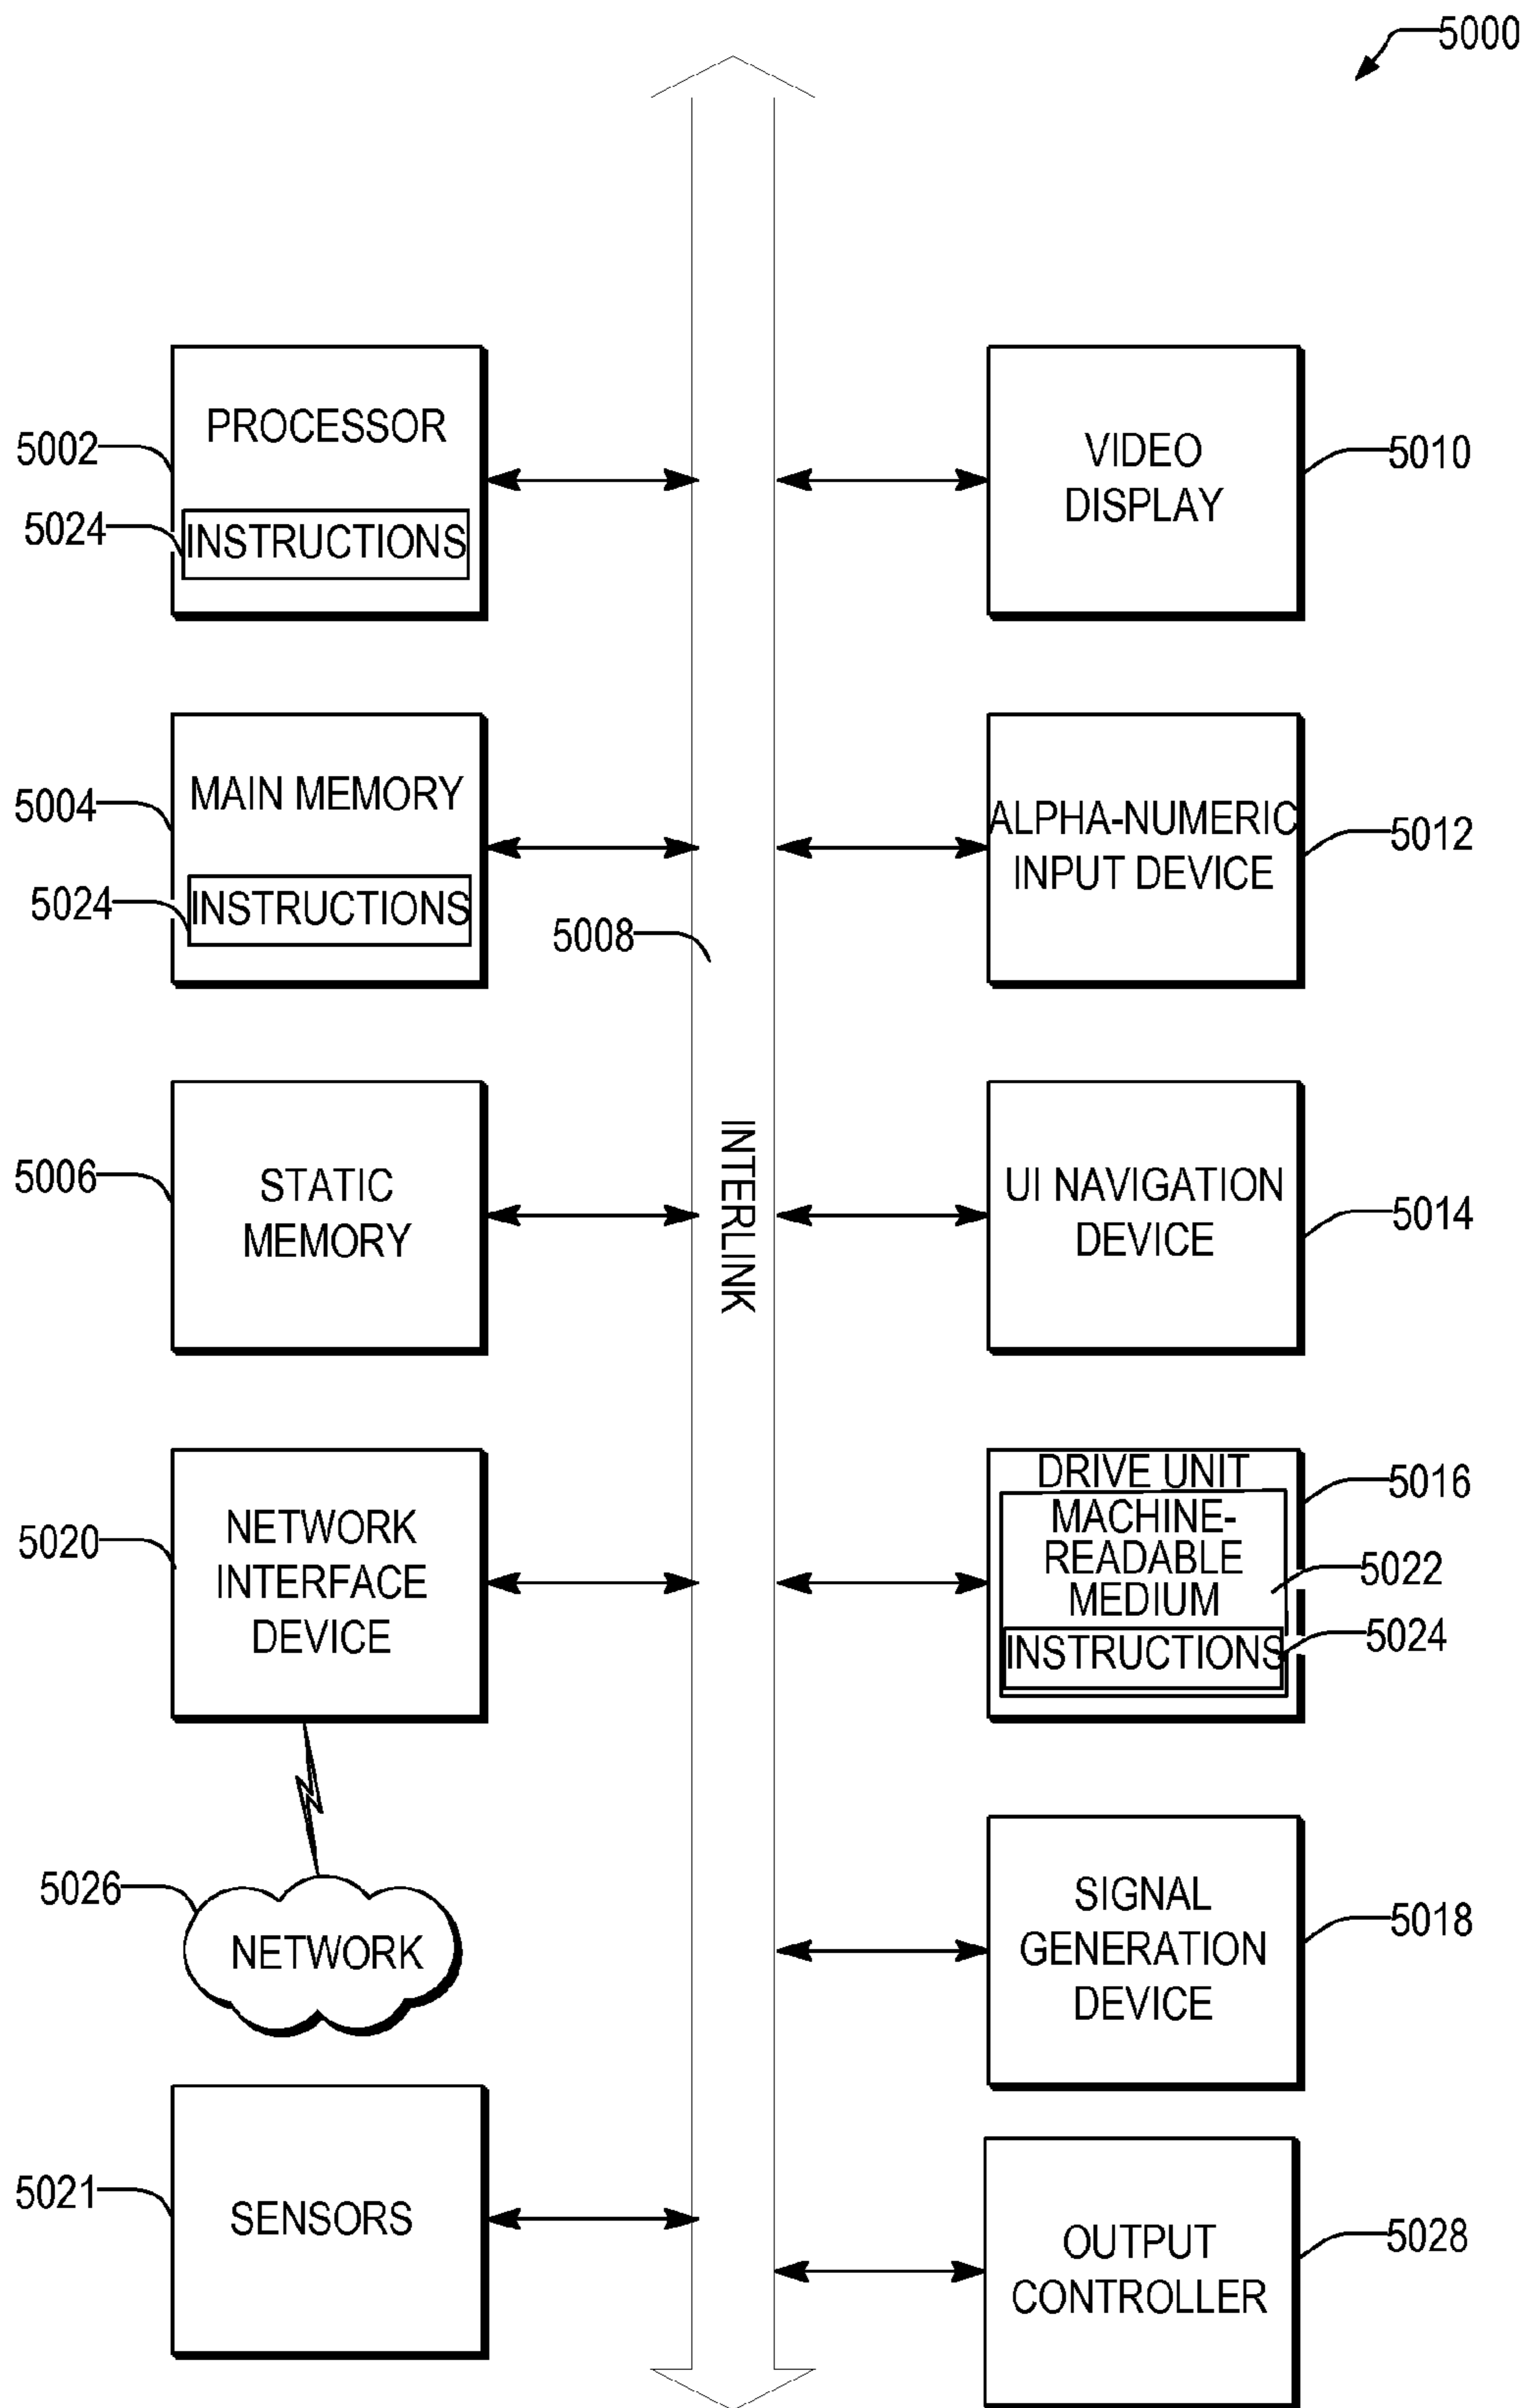 5000
PROCESSOR
5002
5024
INSTRUCTIONS
VIDEO
DISPLAY
5010
MAIN MEMORY
5004
5024
INSTRUCTIONS
5008
ALPHA-NUMERIC
INPUT DEVICE
5012
INTERLINK
5006
STATIC
MEMORY
UI NAVIGATION
DEVICE
5014
5020
NETWORK
INTERFACE
DEVICE
DRIVE UNIT
5016
MACHINE-
READABLE
MEDIUM
5022
INSTRUCTIONS
5024
5026
NETWORK
SIGNAL
GENERATION
DEVICE
5018
5021
SENSORS
OUTPUT
CONTROLLER
5028